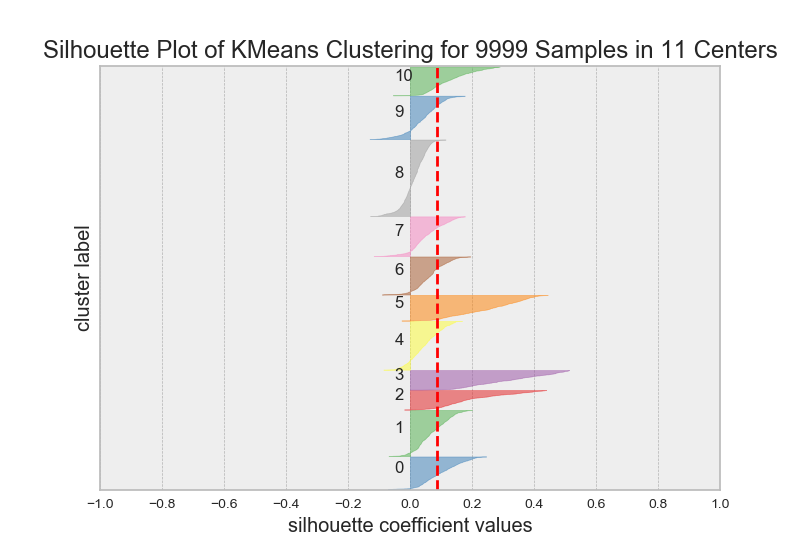 Silhouette Plot of KMeans Clustering for 9999 Samples in 11 Centers
10
9
8
7
6
5
4
3
2
1
0
cluster label
−1.0 −0.8 −0.6 −0.4 −0.2 0.0 0.2 0.4 0.6 0.8 1.0
silhouette coefficient values